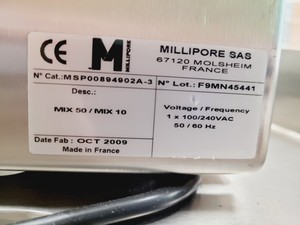 CE M MILLIPORE SAS
67120 MOLSHEIM
FRANCE
MILLIPORE
N° Cat.: MSP00894902A-3 N° Lot.: F9MN45441
Desc.:
MIX 50 / MIX 10
Voltage / Frequency
1 x 100/240VAC
50 / 60 Hz
Date Fab : OCT 2009
Made in France